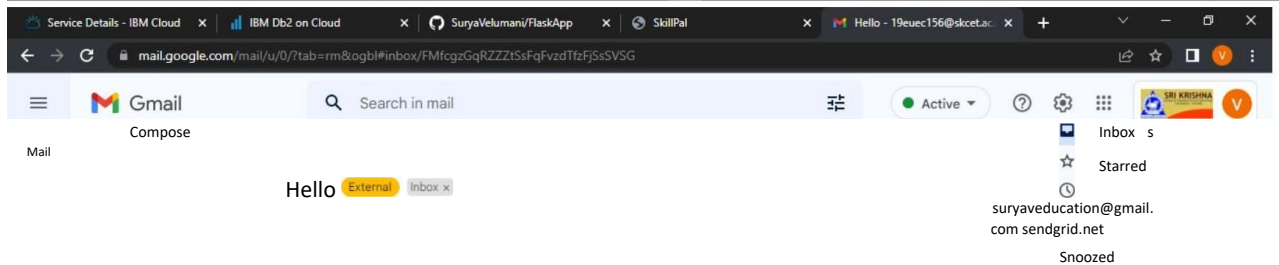 Service Details - IBM Cloud
IBM Db2 on Cloud
SuryaVelumani/FlaskApp
SkillPal
Hello - 19euec156@skcet.ac.
mail.google.com/mail/u/0/?tab=rm&ogbl#inbox/FMfcgzGqRZZZtSsFqFvzdTfzFjSsSVSG
V
Gmail
Search in mail
Active
SRI KRISHNA
V
Compose
Inbox s
Mail
Starred
Hello External Inbox ×
suryaveducation@gmail.
com sendgrid.net
Snoozed